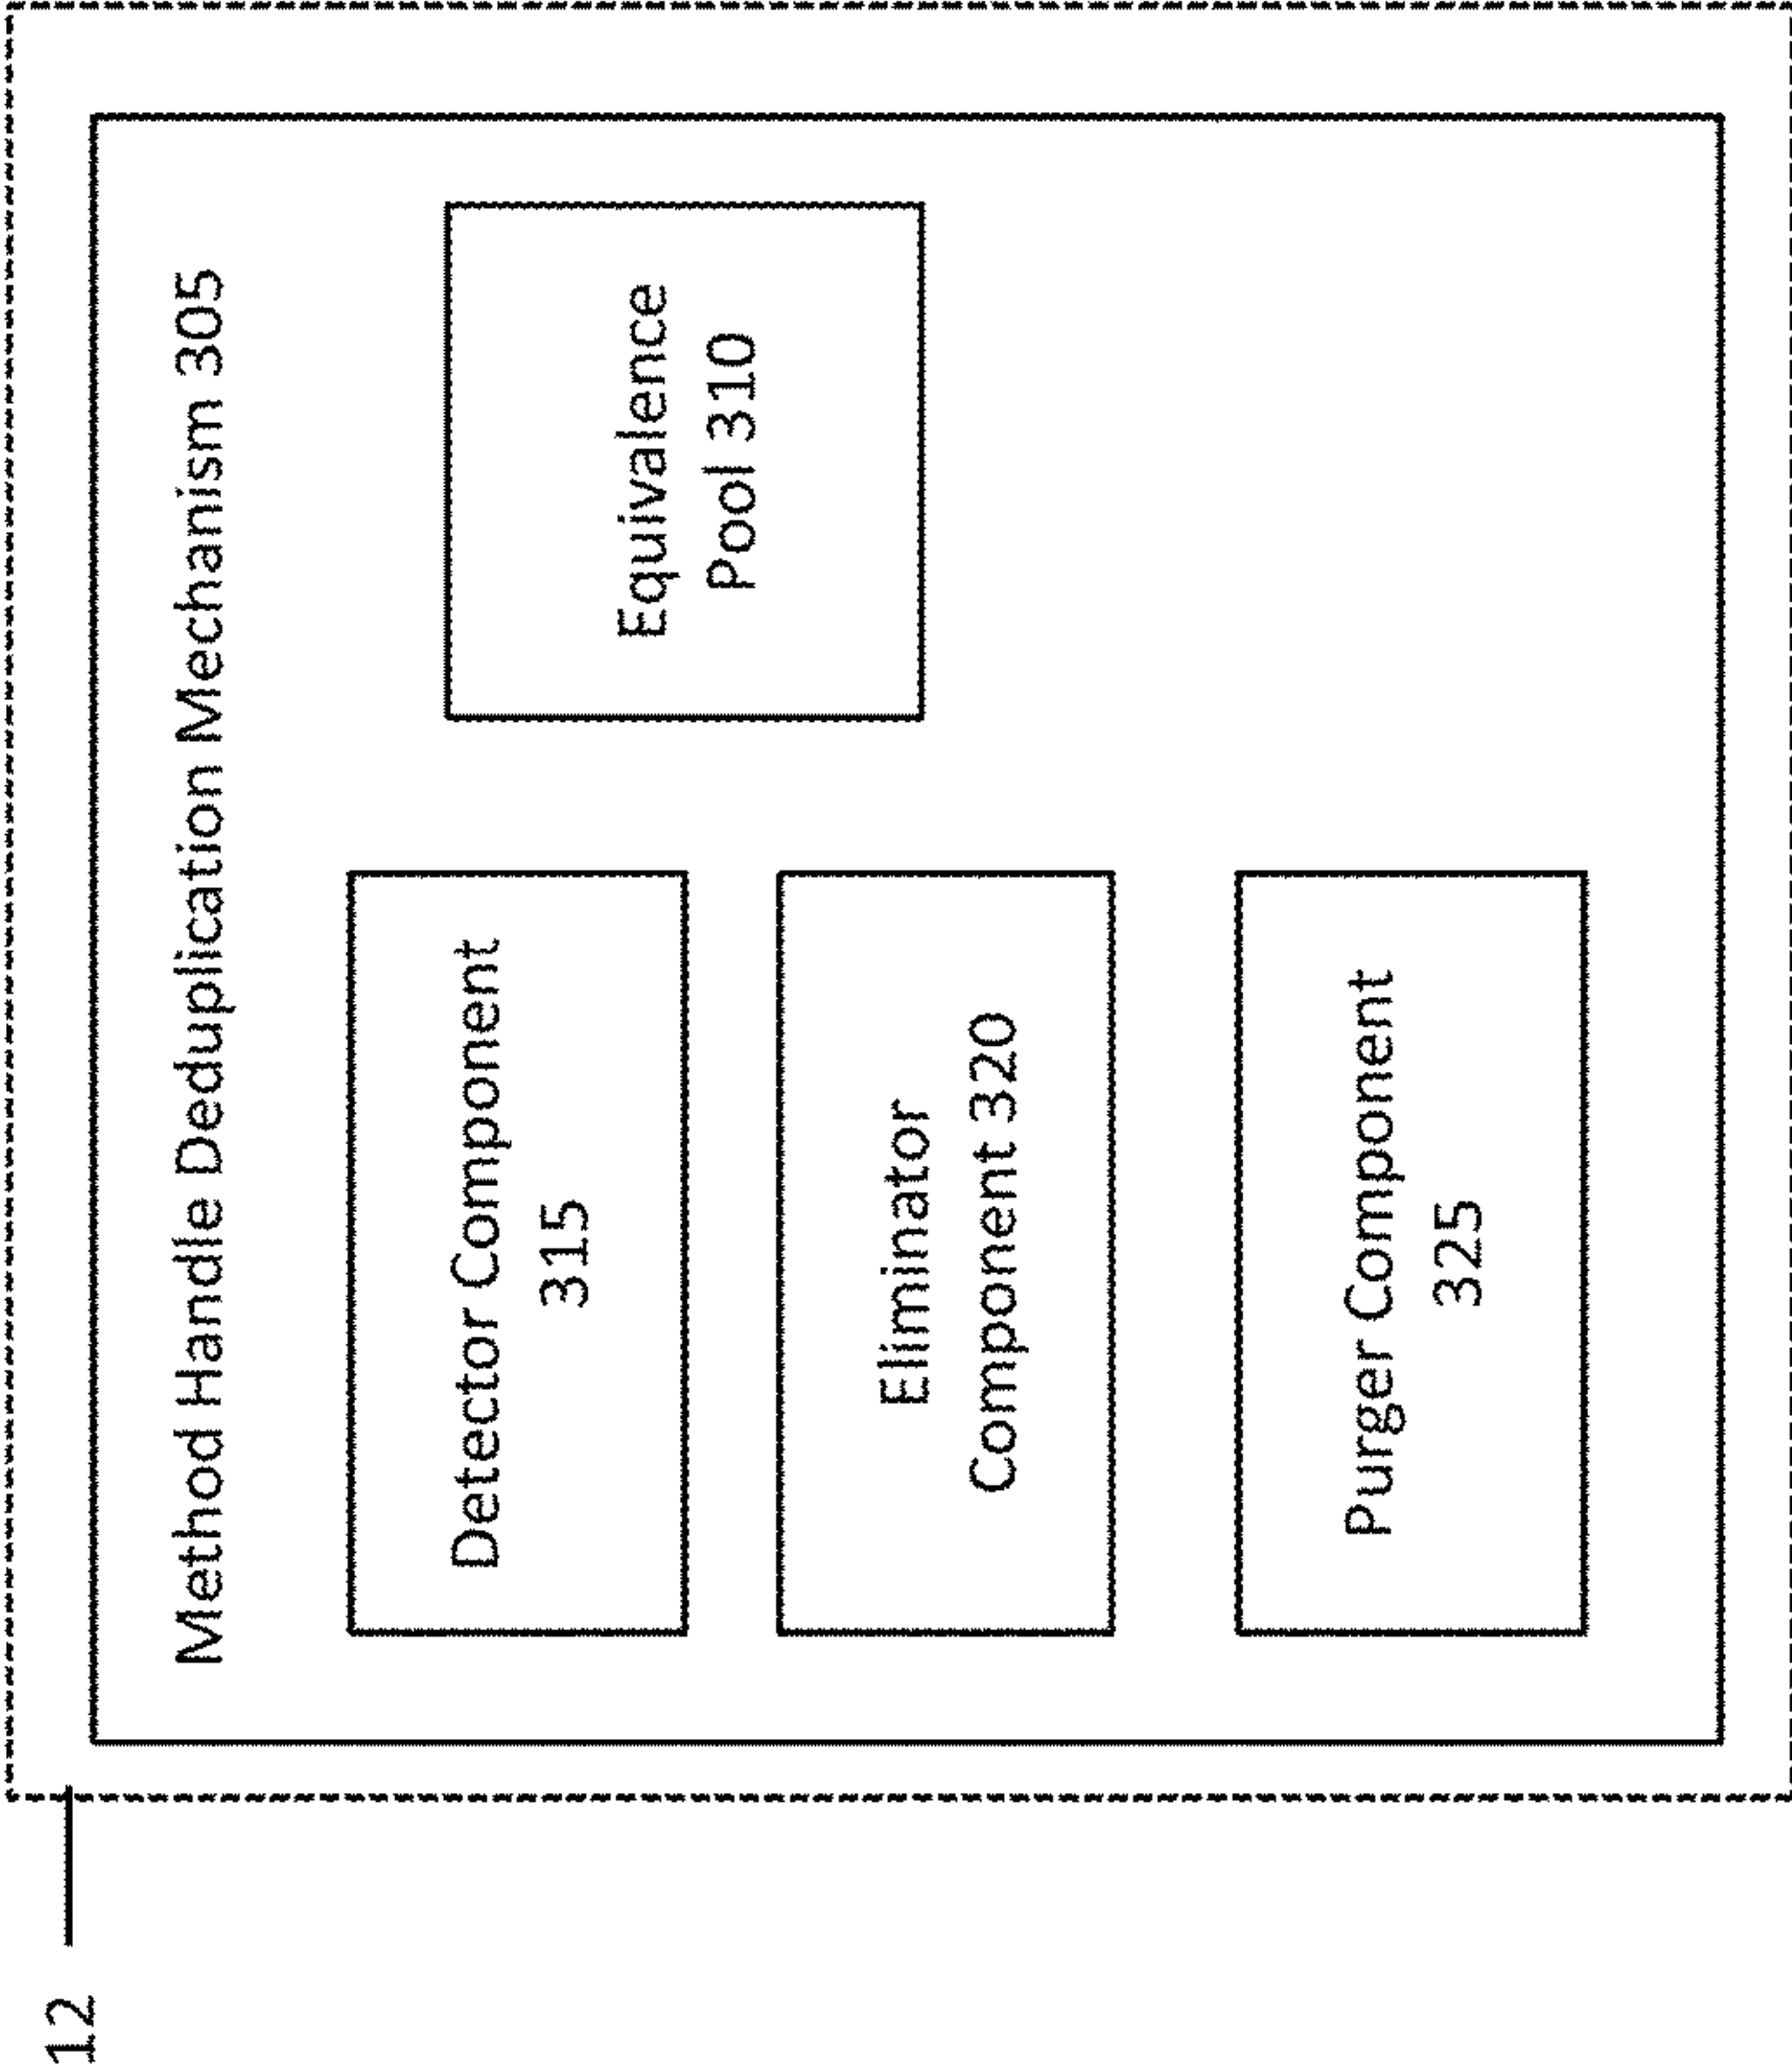 12
Method Handle Deduplication Mechanism 305
Detector Component
315
Eliminator
Component 320
Purger Component
325
Equivalence
Pool 310